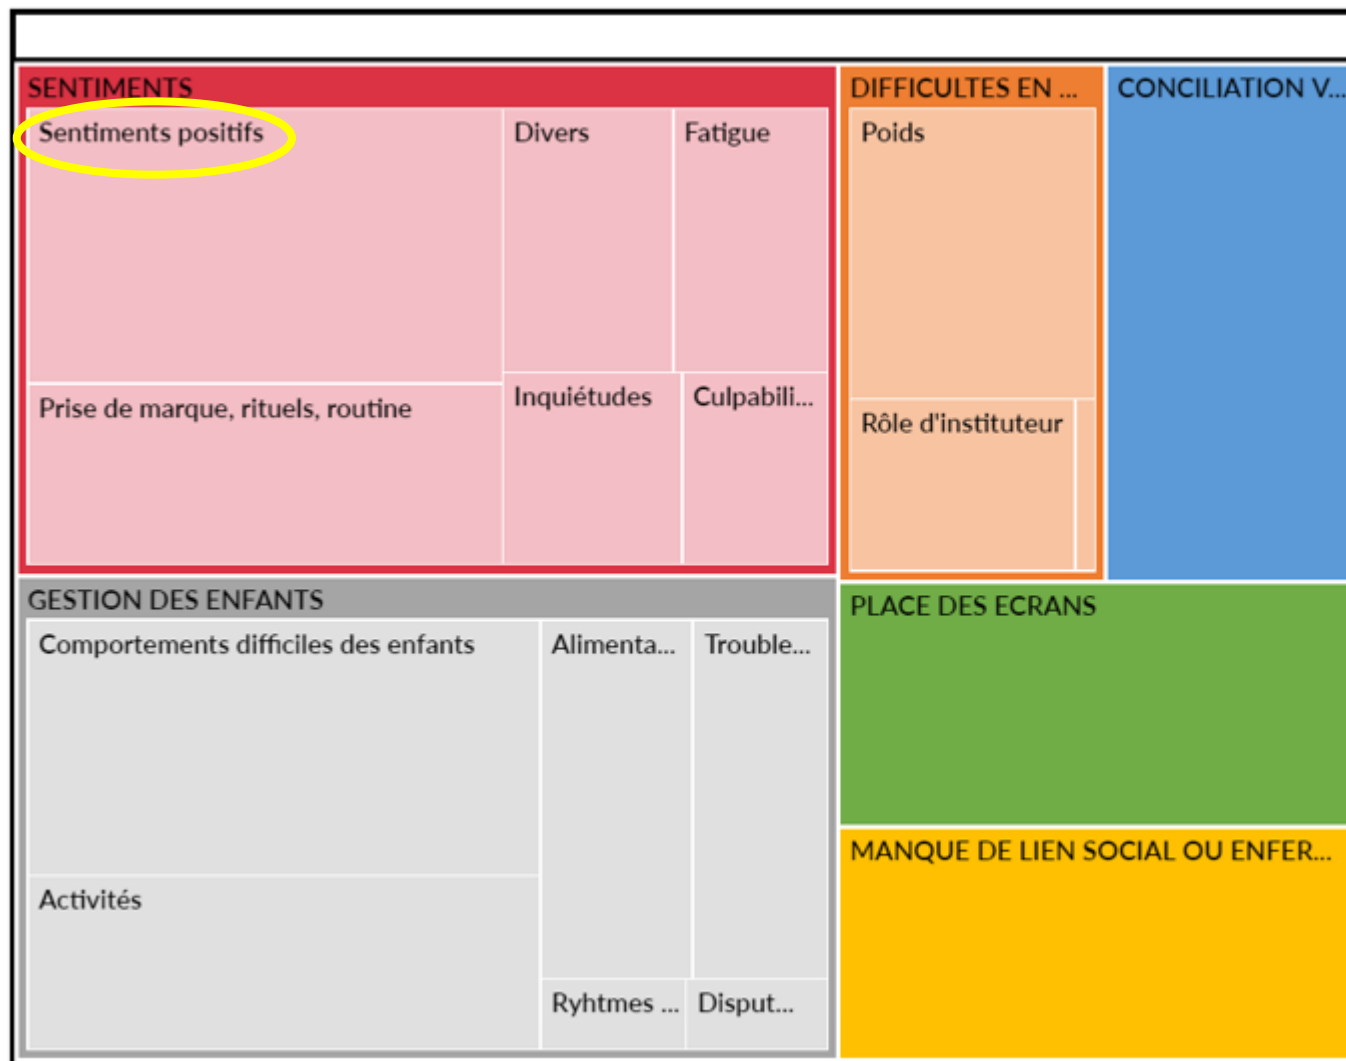 SENTIMENTS
Sentiments positifs
Divers
Fatigue
Prise de marque, rituels, routine
Inquiétudes
Culpabili...
DIFFICULTES EN ...
Poids
Rôle d'instituteur
CONCILIATION V...
GESTION DES ENFANTS
Comportements difficiles des enfants
Alimenta...
Trouble...
Activités
Ryhtmes ...
Disput...
PLACE DES ECRANS
MANQUE DE LIEN SOCIAL OU ENFER...